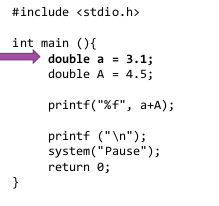 #include <stdio.h>
int main (){
double a = 3.1;
double A = 4.5;
printf("%f", a+A);
printf ("\n");
system("Pause");
return 0;
}